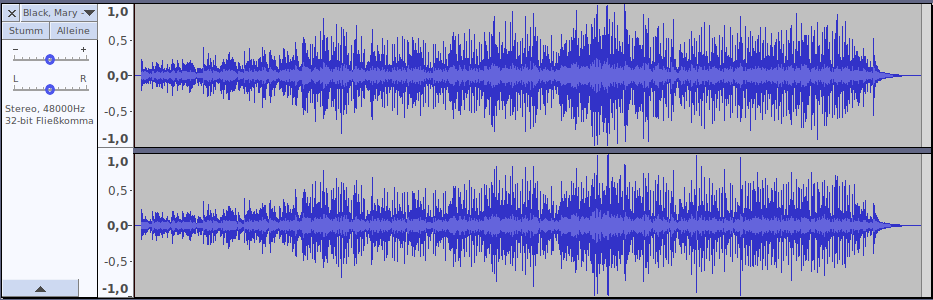 Black, Mary -
Stumm Alleine
- +
L R
Stereo, 48000Hz
32-bit Fließkomma
1,0
0,5
0,0
-0,5
-1,0
1,0
0,5
0,0
-0,5
-1,0